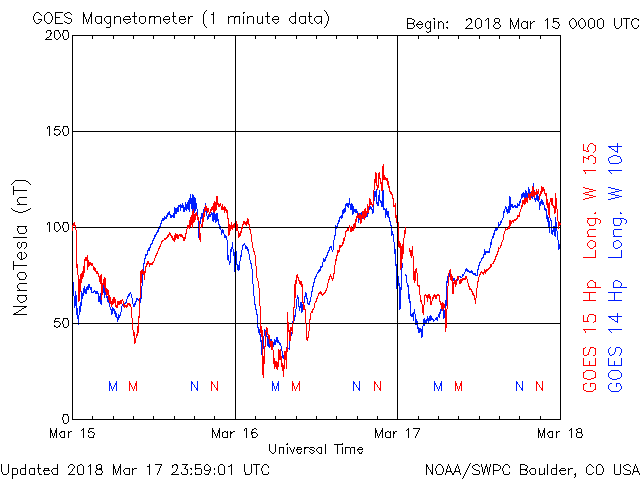 GOES Magnetometer (1 minute data)
Begin: 2018 Mar 15 0000 UTC
200
150
100
50
0
NanoTesla (nT)
GOES 15 Hp Long. W 135
GOES 14 Hp Long. W 104
M M N N M M N N M M N N
Mar 15 Mar 16 Mar 17 Mar 18
Universal Time
Updated 2018 Mar 17 23:59:01 UTC
NOAA/SWPC Boulder, CO USA